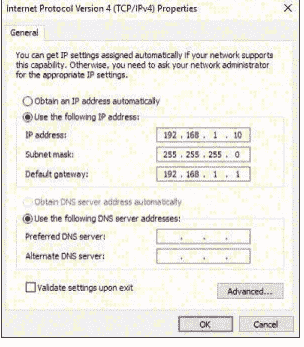 Internet Protocol Version 4 (TCP/IPv4) Properties
General
You can get IP settings assigned automatically if your network supports
this capability. Otherwise, you need to ask your network administrator
for the appropriate IP settings.
Obtain an IP address automatically
Use the following IP address:
IP address: 192 . 168 . 1 . 10
Subnet mask: 255 . 255 . 255 . 0
Default gateway: 192 . 168 . 1 . 1
Obtain DNS server address automatically
Use the following DNS server addresses:
Preferred DNS server: . . .
Alternate DNS server: . . .
Validate settings upon exit
Advanced...
OK Cancel